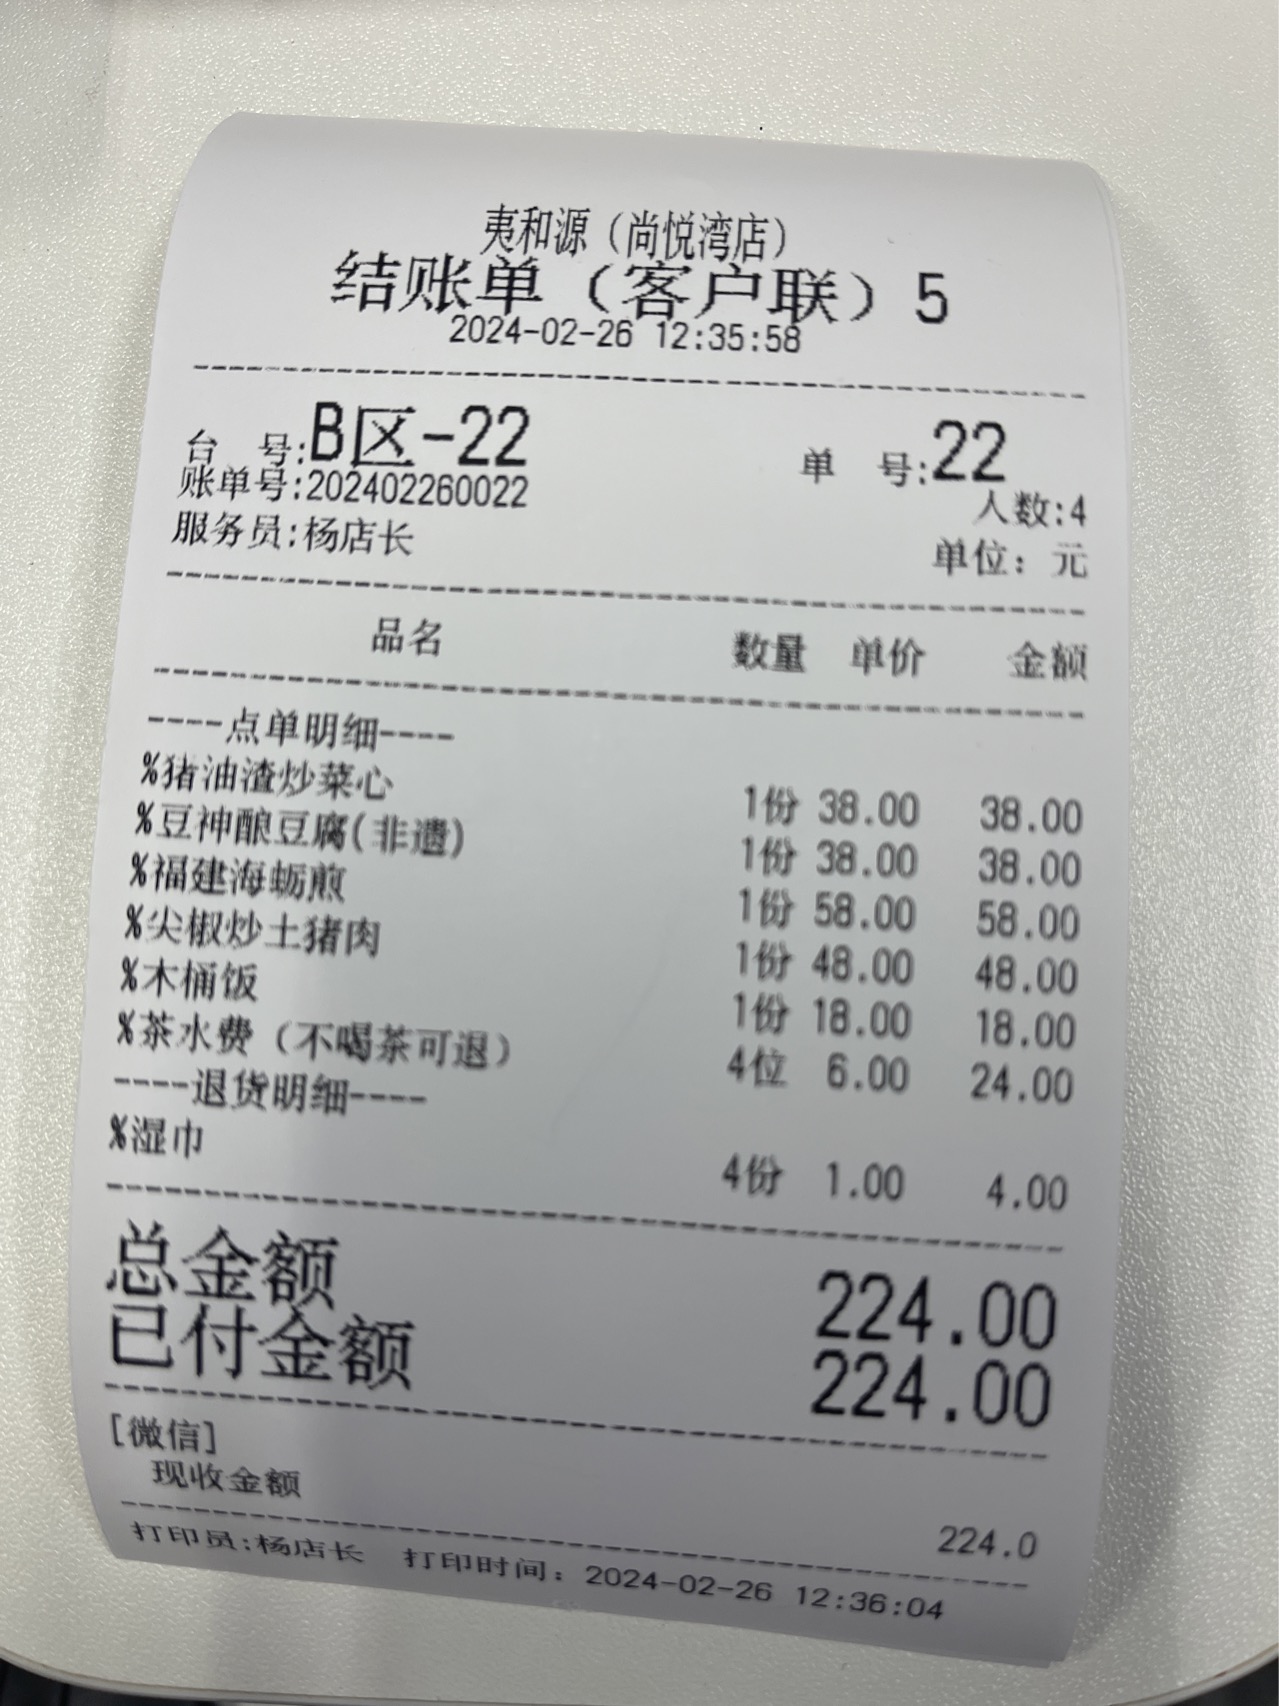 夷和源（尚悦湾店）
结账单（客户联）5
2024-02-26 12:35:58
台 号:B区-22 单 号:22
账单号:202402260022 人数:4
服务员:杨店长 单位：元
品名 数量 单价 金额
----点单明细----
%猪油渣炒菜心 1份 38.00 38.00
%豆神酿豆腐(非遗) 1份 38.00 38.00
%福建海蛎煎 1份 58.00 58.00
%尖椒炒土猪肉 1份 48.00 48.00
%木桶饭 1份 18.00 18.00
%茶水费（不喝茶可退） 4位 6.00 24.00
----退货明细----
%湿巾 4份 1.00 4.00
总金额 224.00
已付金额 224.00
[微信]
现收金额 224.0
打印员:杨店长 打印时间：2024-02-26 12:36:04